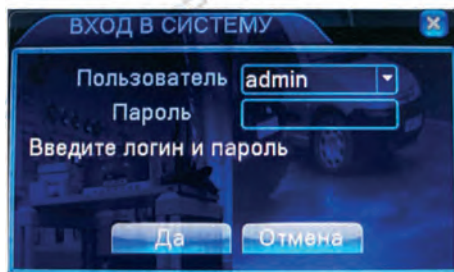 ВХОД В СИСТЕМУ
Пользователь admin
Пароль
Введите логин и пароль
Да Отмена